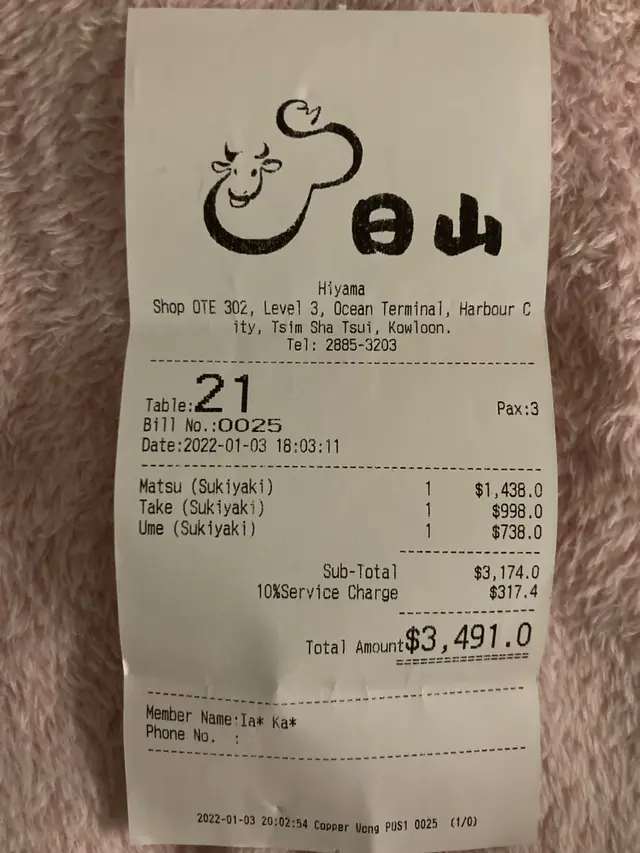 日山
Hiyama
Shop OTE 302, Level 3, Ocean Terminal, Harbour C
ity, Tsim Sha Tsui, Kowloon.
Tel: 2885-3203
Table:21 Pax:3
Bill No.:0025
Date:2022-01-03 18:03:11
Matsu (Sukiyaki) 1 $1,438.0
Take (Sukiyaki) 1 $998.0
Ume (Sukiyaki) 1 $738.0
Sub-Total $3,174.0
10%Service Charge $317.4
Total Amount$3,491.0
Member Name:Ia* Ka*
Phone No. :
2022-01-03 20:02:54 Copper Wong POS1 0025 (1/0)